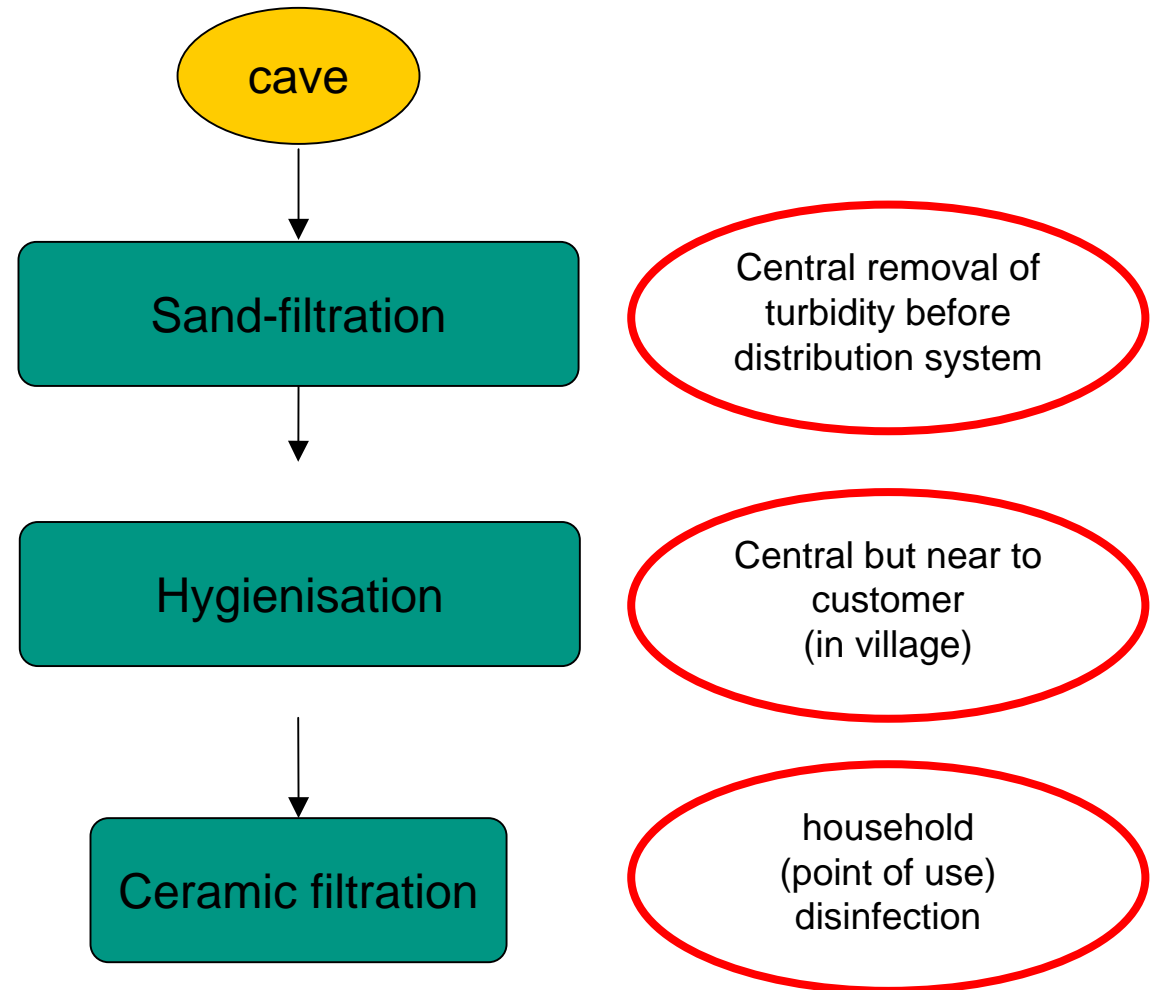 cave
Sand-filtration
Central removal of
turbidity before
distribution system
Hygienisation
Central but near to
customer
(in village)
Ceramic filtration
household
(point of use)
disinfection